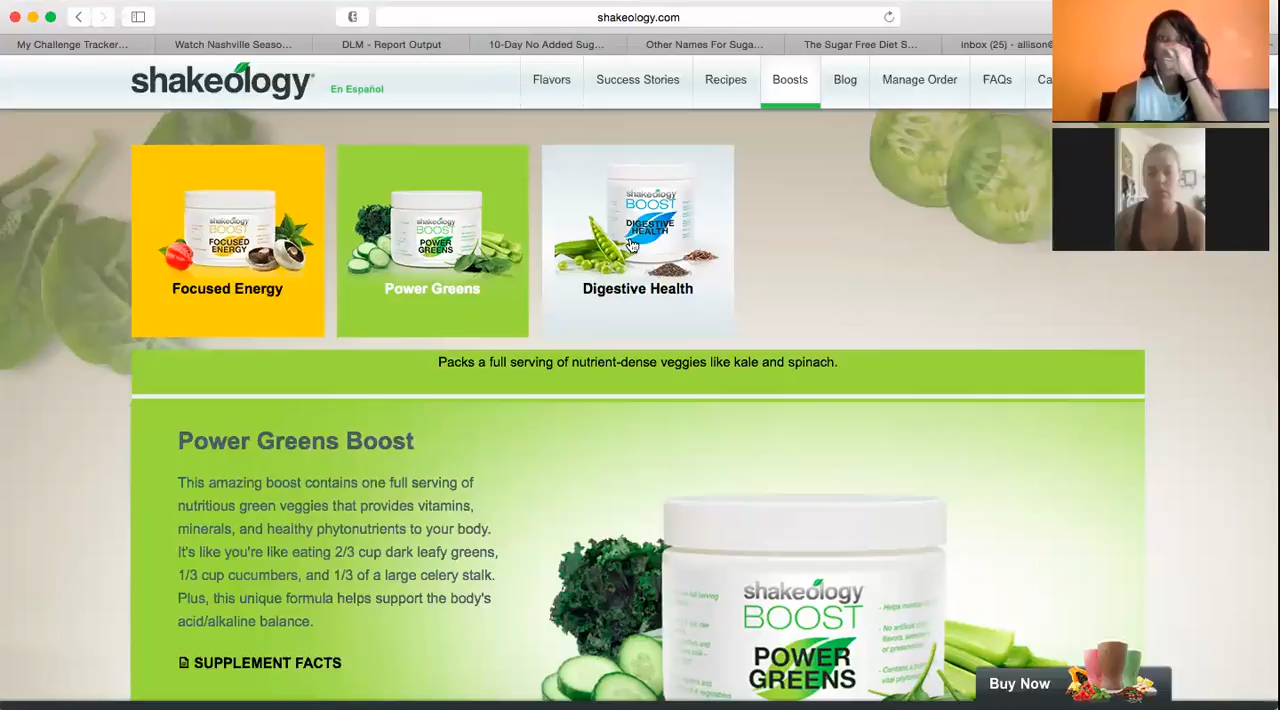 shakeology.com
My Challenge Tracker...
Watch Nashville Seaso...
DLM - Report Output
10-Day No Added Sug...
Other Names For Suga...
The Sugar Free Diet S...
Inbox (25) - allison@
shakeology
En Español
Flavors
Success Stories
Recipes
Boosts
Blog
Manage Order
FAQs
Ca
shakeology
BOOST
FOCUSED
ENERGY
Focused Energy
shakeology
BOOST
POWER
GREENS
Power Greens
shakeology
BOOST
DIGESTIVE
HEALTH
Digestive Health
Packs a full serving of nutrient-dense veggies like kale and spinach.
Power Greens Boost
This amazing boost contains one full serving of
nutritious green veggies that provides vitamins,
minerals, and healthy phytonutrients to your body.
It's like you're like eating 2/3 cup dark leafy greens,
1/3 cup cucumbers, and 1/3 of a large celery stalk.
Plus, this unique formula helps support the body's
acid/alkaline balance.
SUPPLEMENT FACTS
shakeology
BOOST
POWER
GREENS
Buy Now